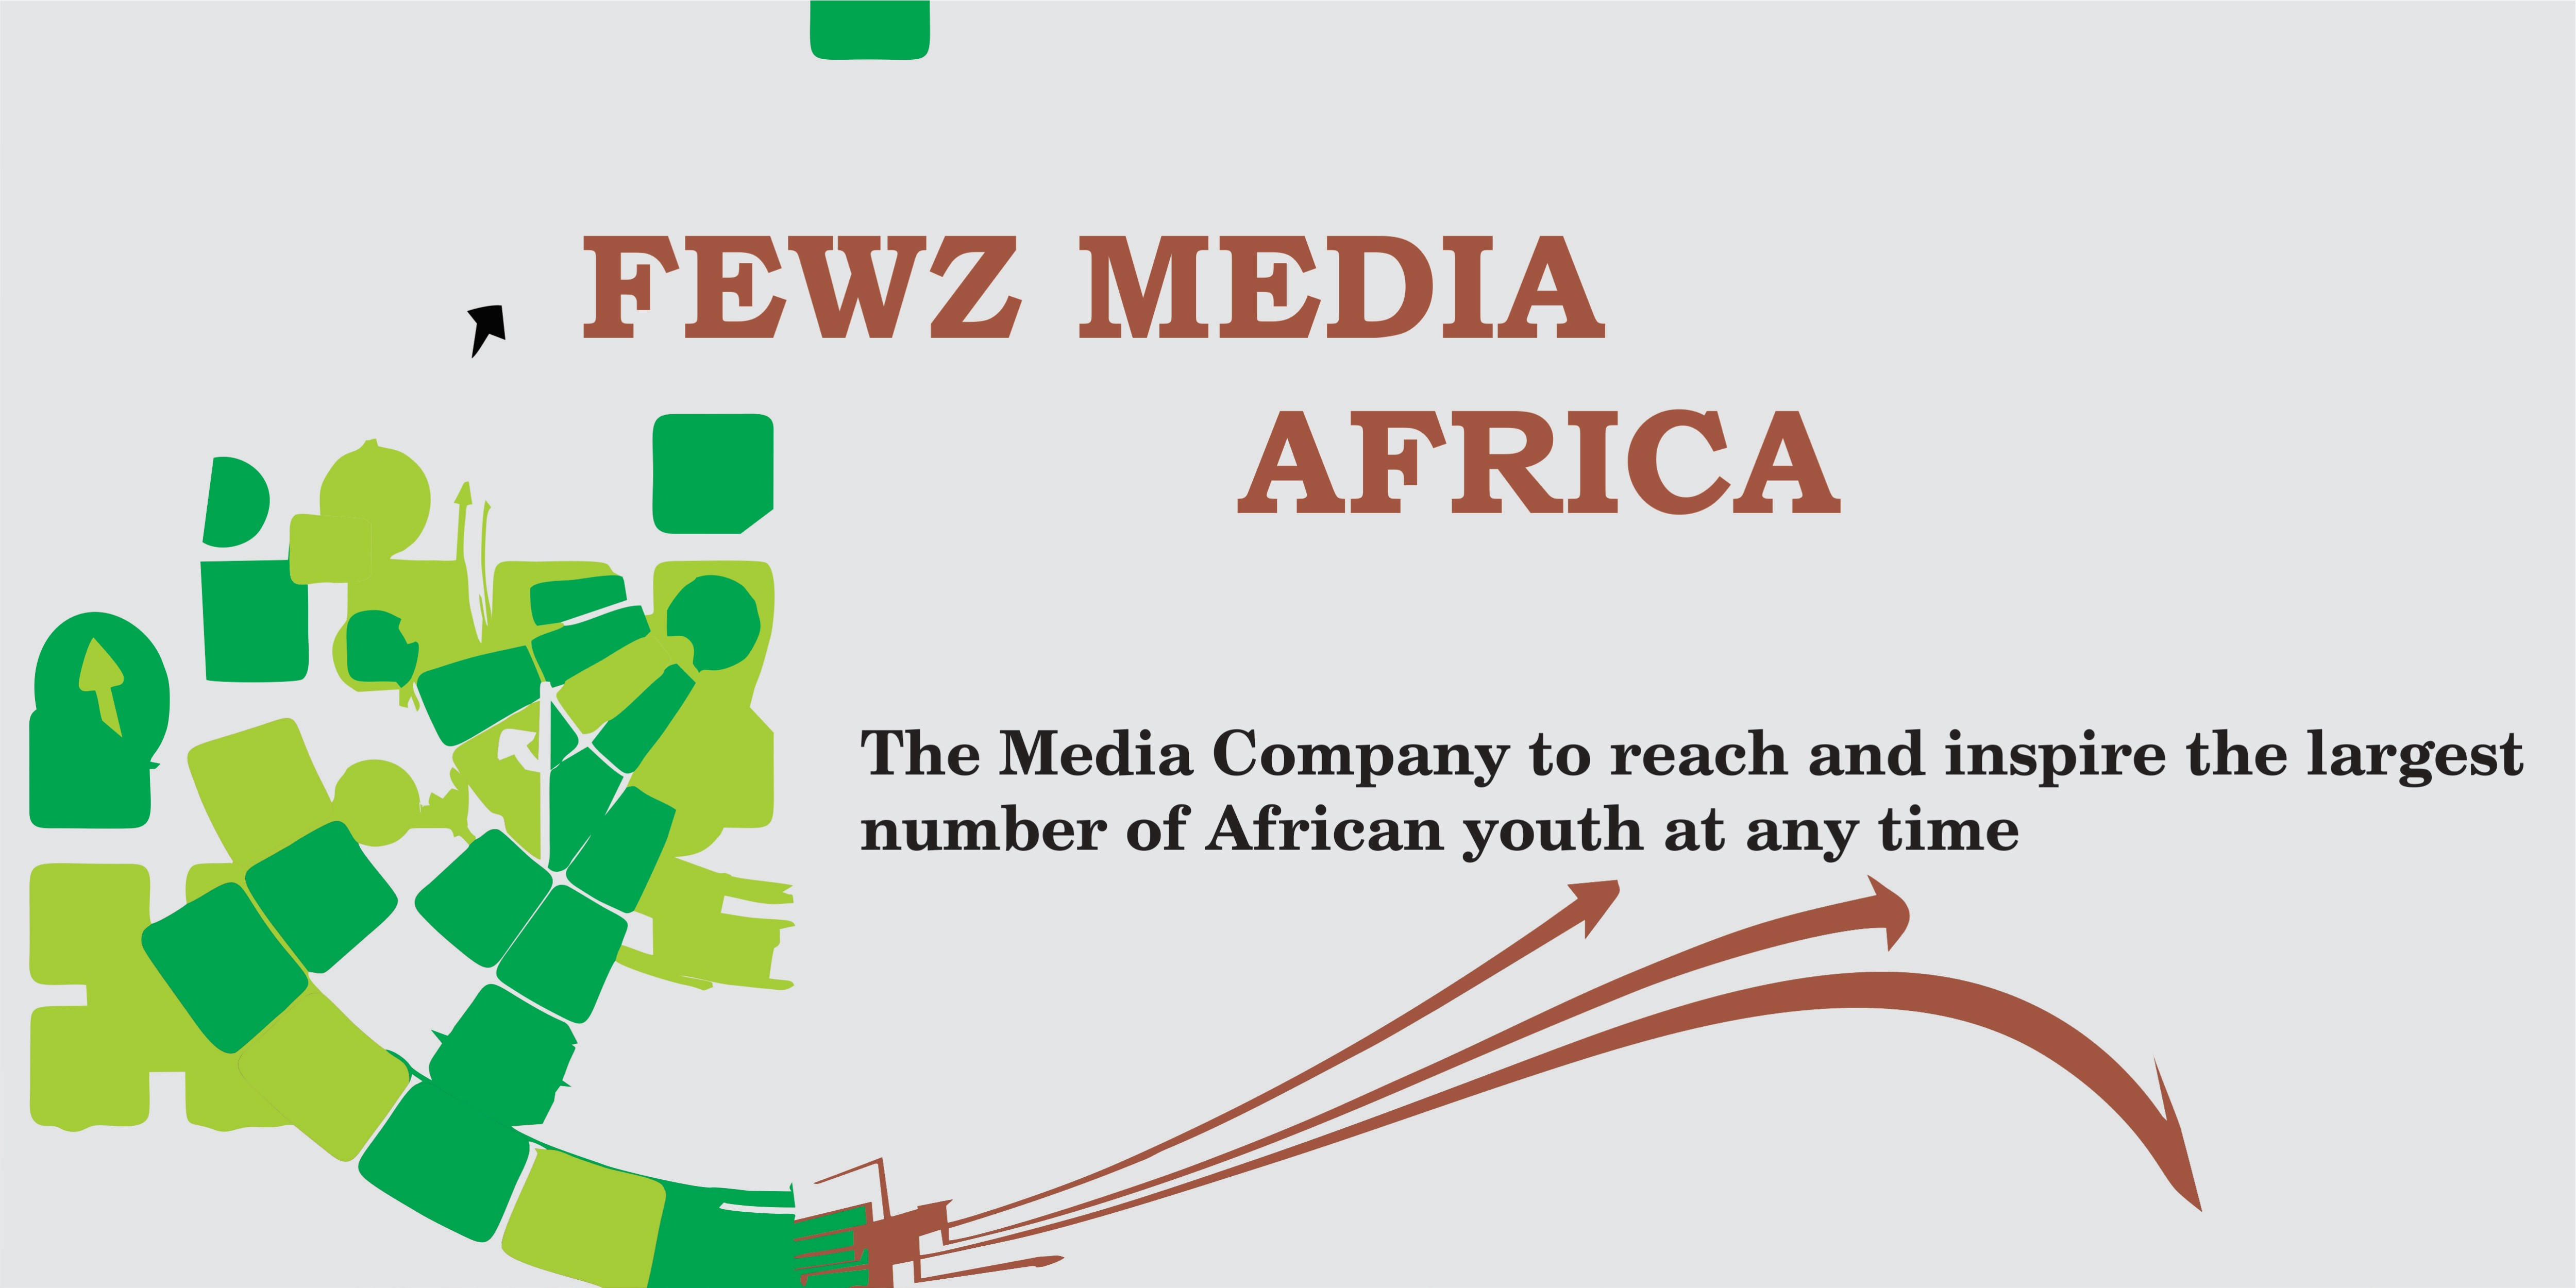 FEWZ MEDIA
AFRICA
The Media Company to reach and inspire the largest
number of African youth at any time